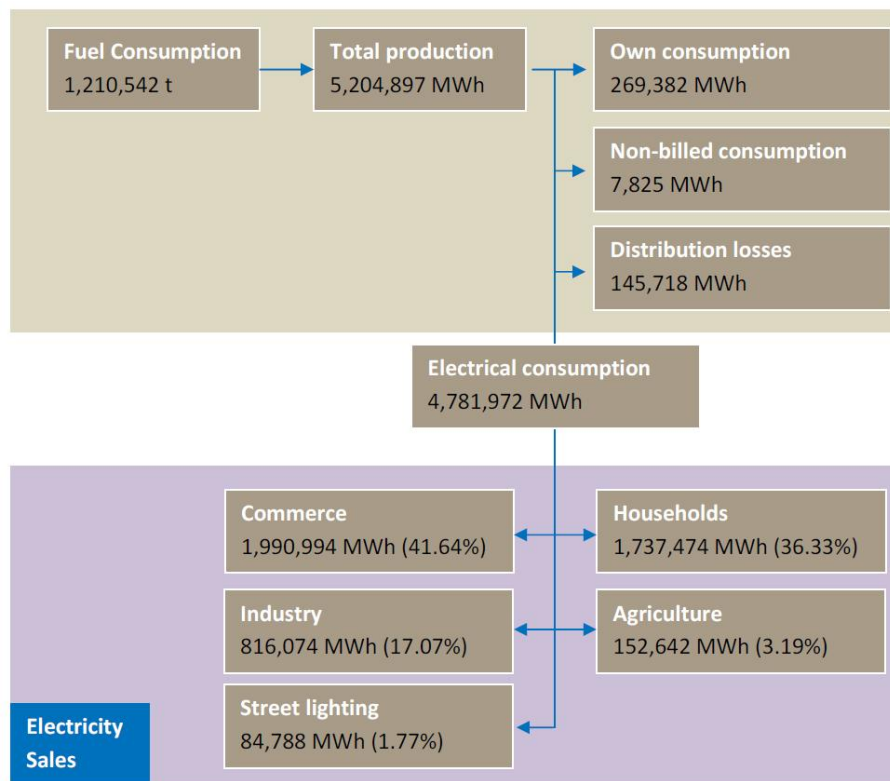 Fuel Consumption
1,210,542 t
Total production
5,204,897 MWh
Own consumption
269,382 MWh
Non-billed consumption
7,825 MWh
Distribution losses
145,718 MWh
Electrical consumption
4,781,972 MWh
Commerce
1,990,994 MWh (41.64%)
Households
1,737,474 MWh (36.33%)
Industry
816,074 MWh (17.07%)
Agriculture
152,642 MWh (3.19%)
Street lighting
84,788 MWh (1.77%)
Electricity
Sales